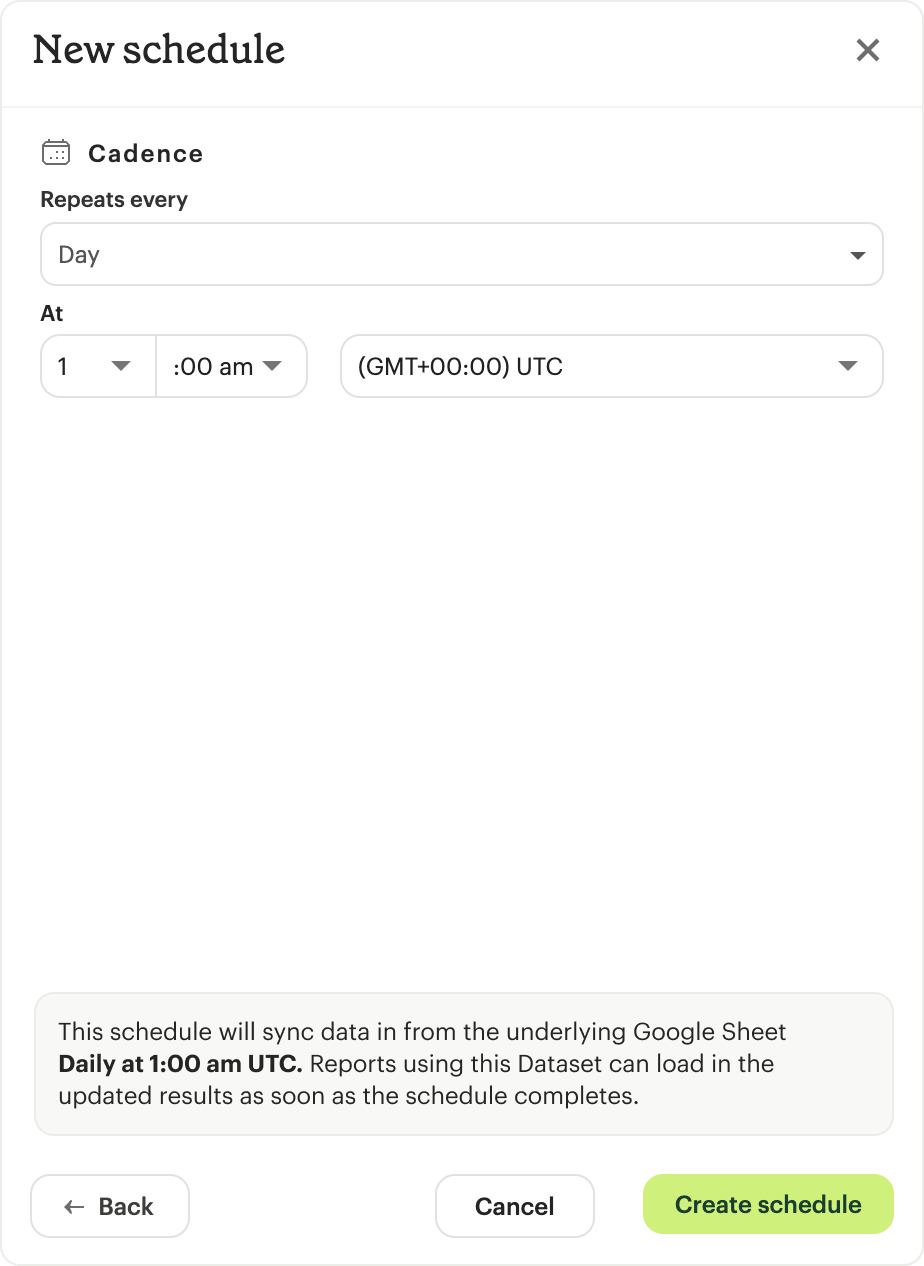 New schedule
Cadence
Repeats every
Day
At
1 :00 am (GMT+00:00) UTC
This schedule will sync data in from the underlying Google Sheet
Daily at 1:00 am UTC. Reports using this Dataset can load in the
updated results as soon as the schedule completes.
← Back Cancel Create schedule